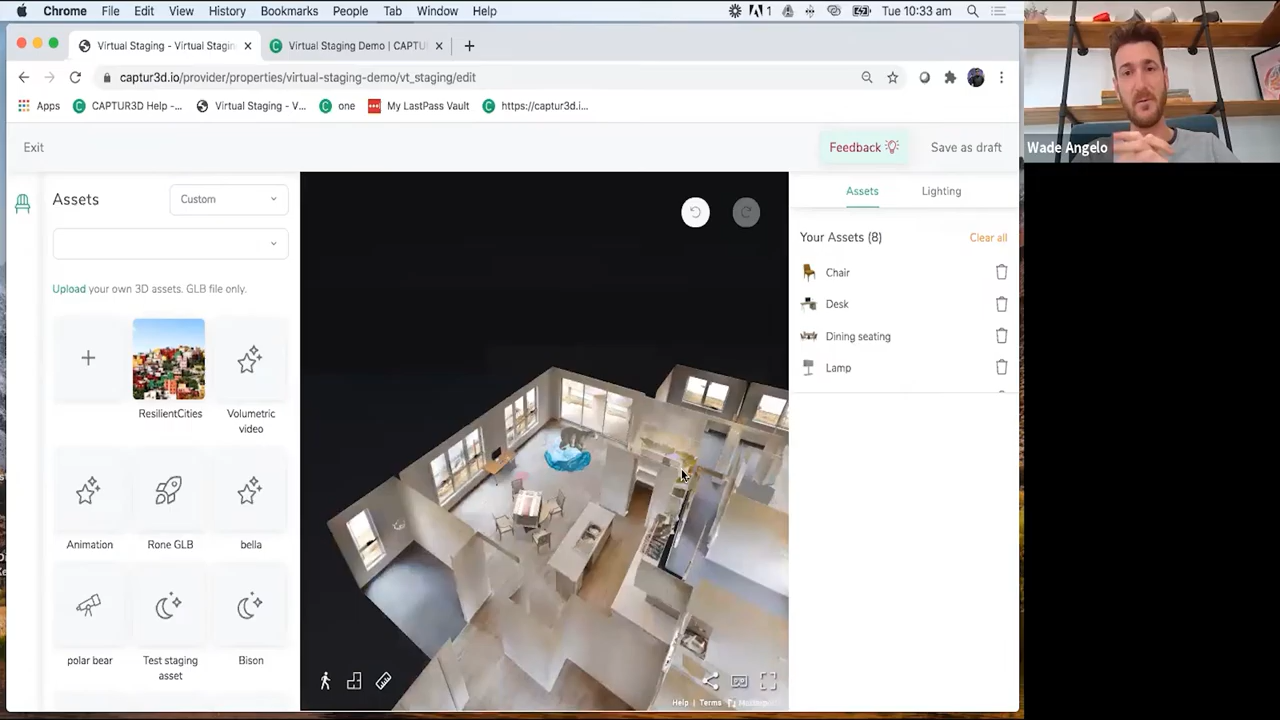 Chrome File Edit View History Bookmarks People Tab Window Help 1 Tue 10:33 am
Virtual Staging - Virtual Stagin
Virtual Staging Demo | CAPTU
captur3d.io/provider/properties/virtual-staging-demo/vt_staging/edit
Apps CAPTUR3D Help -... Virtual Staging - V... one My LastPass Vault https://captur3d.i...
Wade Angelo
Exit
Feedback
Save as draft
Assets
Custom
Assets Lighting
Your Assets (8) Clear all
Upload your own 3D assets. GLB file only.
Chair
Desk
Dining seating
Lamp
ResilientCities
Volumetric
video
Animation
Rone GLB
bella
polar bear
Test staging
asset
Bison
Help | Terms